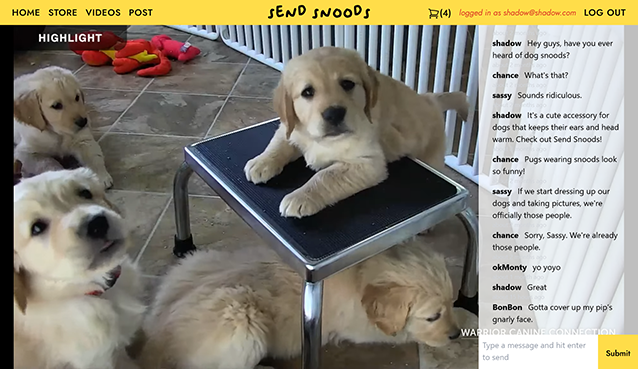 HOME STORE VIDEOS POST SEND SNOODS (4) logged in as shadow@shadow.com LOG OUT
HIGHLIGHT
shadow Hey guys, have you ever
heard of dog snoods?
chance What's that?
sassy Sounds ridiculous.
shadow It's a cute accessory for
dogs that keeps their ears and head
warm. Check out Send Snoods!
chance Pugs wearing snoods look
so funny!
sassy If we start dressing up our
dogs and taking pictures, we're
officially those people.
chance Sorry, Sassy. We're already
those people.
okMonty yo yoyo
shadow Great
BonBon Gotta cover my pip's
gnarly face.
WARRIOR CANINE CONNECTION
Type a message and hit enter
to send
Submit